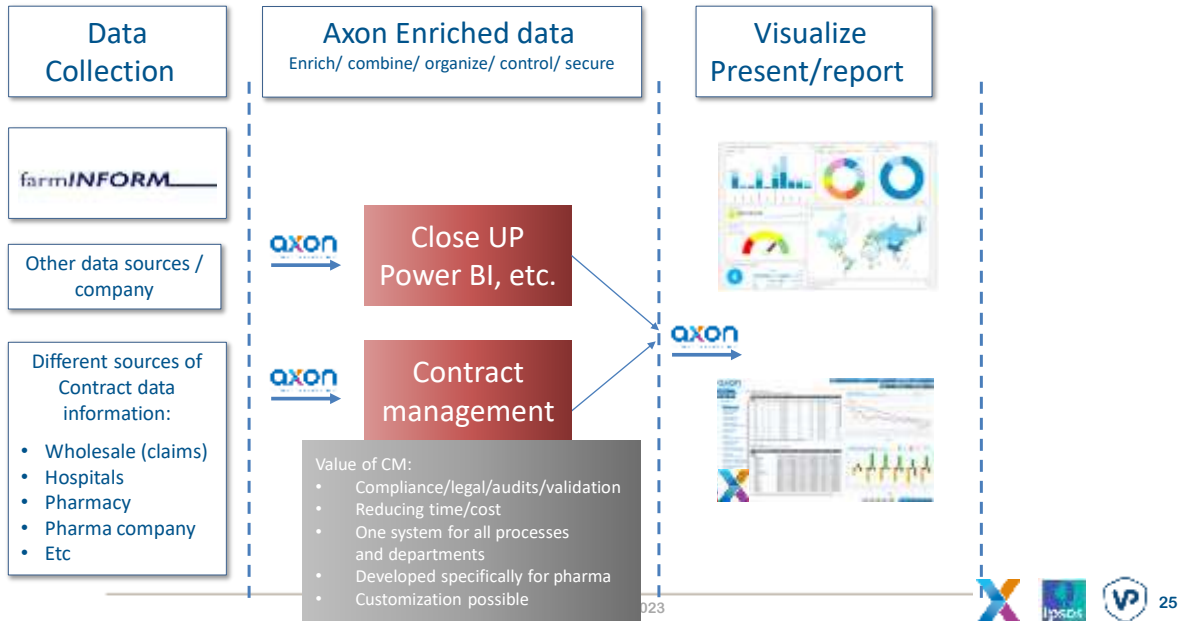 Data
Collection
Axon Enriched data
Enrich/ combine/ organize/ control/ secure
Visualize
Present/report
farmINFORM
Other data sources /
company
Different sources of
Contract data
information:
• Wholesale (claims)
• Hospitals
• Pharmacy
• Pharma company
• Etc
axon
Close UP
Power BI, etc.
axon
Contract
management
Value of CM:
• Compliance/legal/audits/validation
• Reducing time/cost
• One system for all processes
and departments
• Developed specifically for pharma
• Customization possible
axon
axon
023
X
Ipsos
VP
25